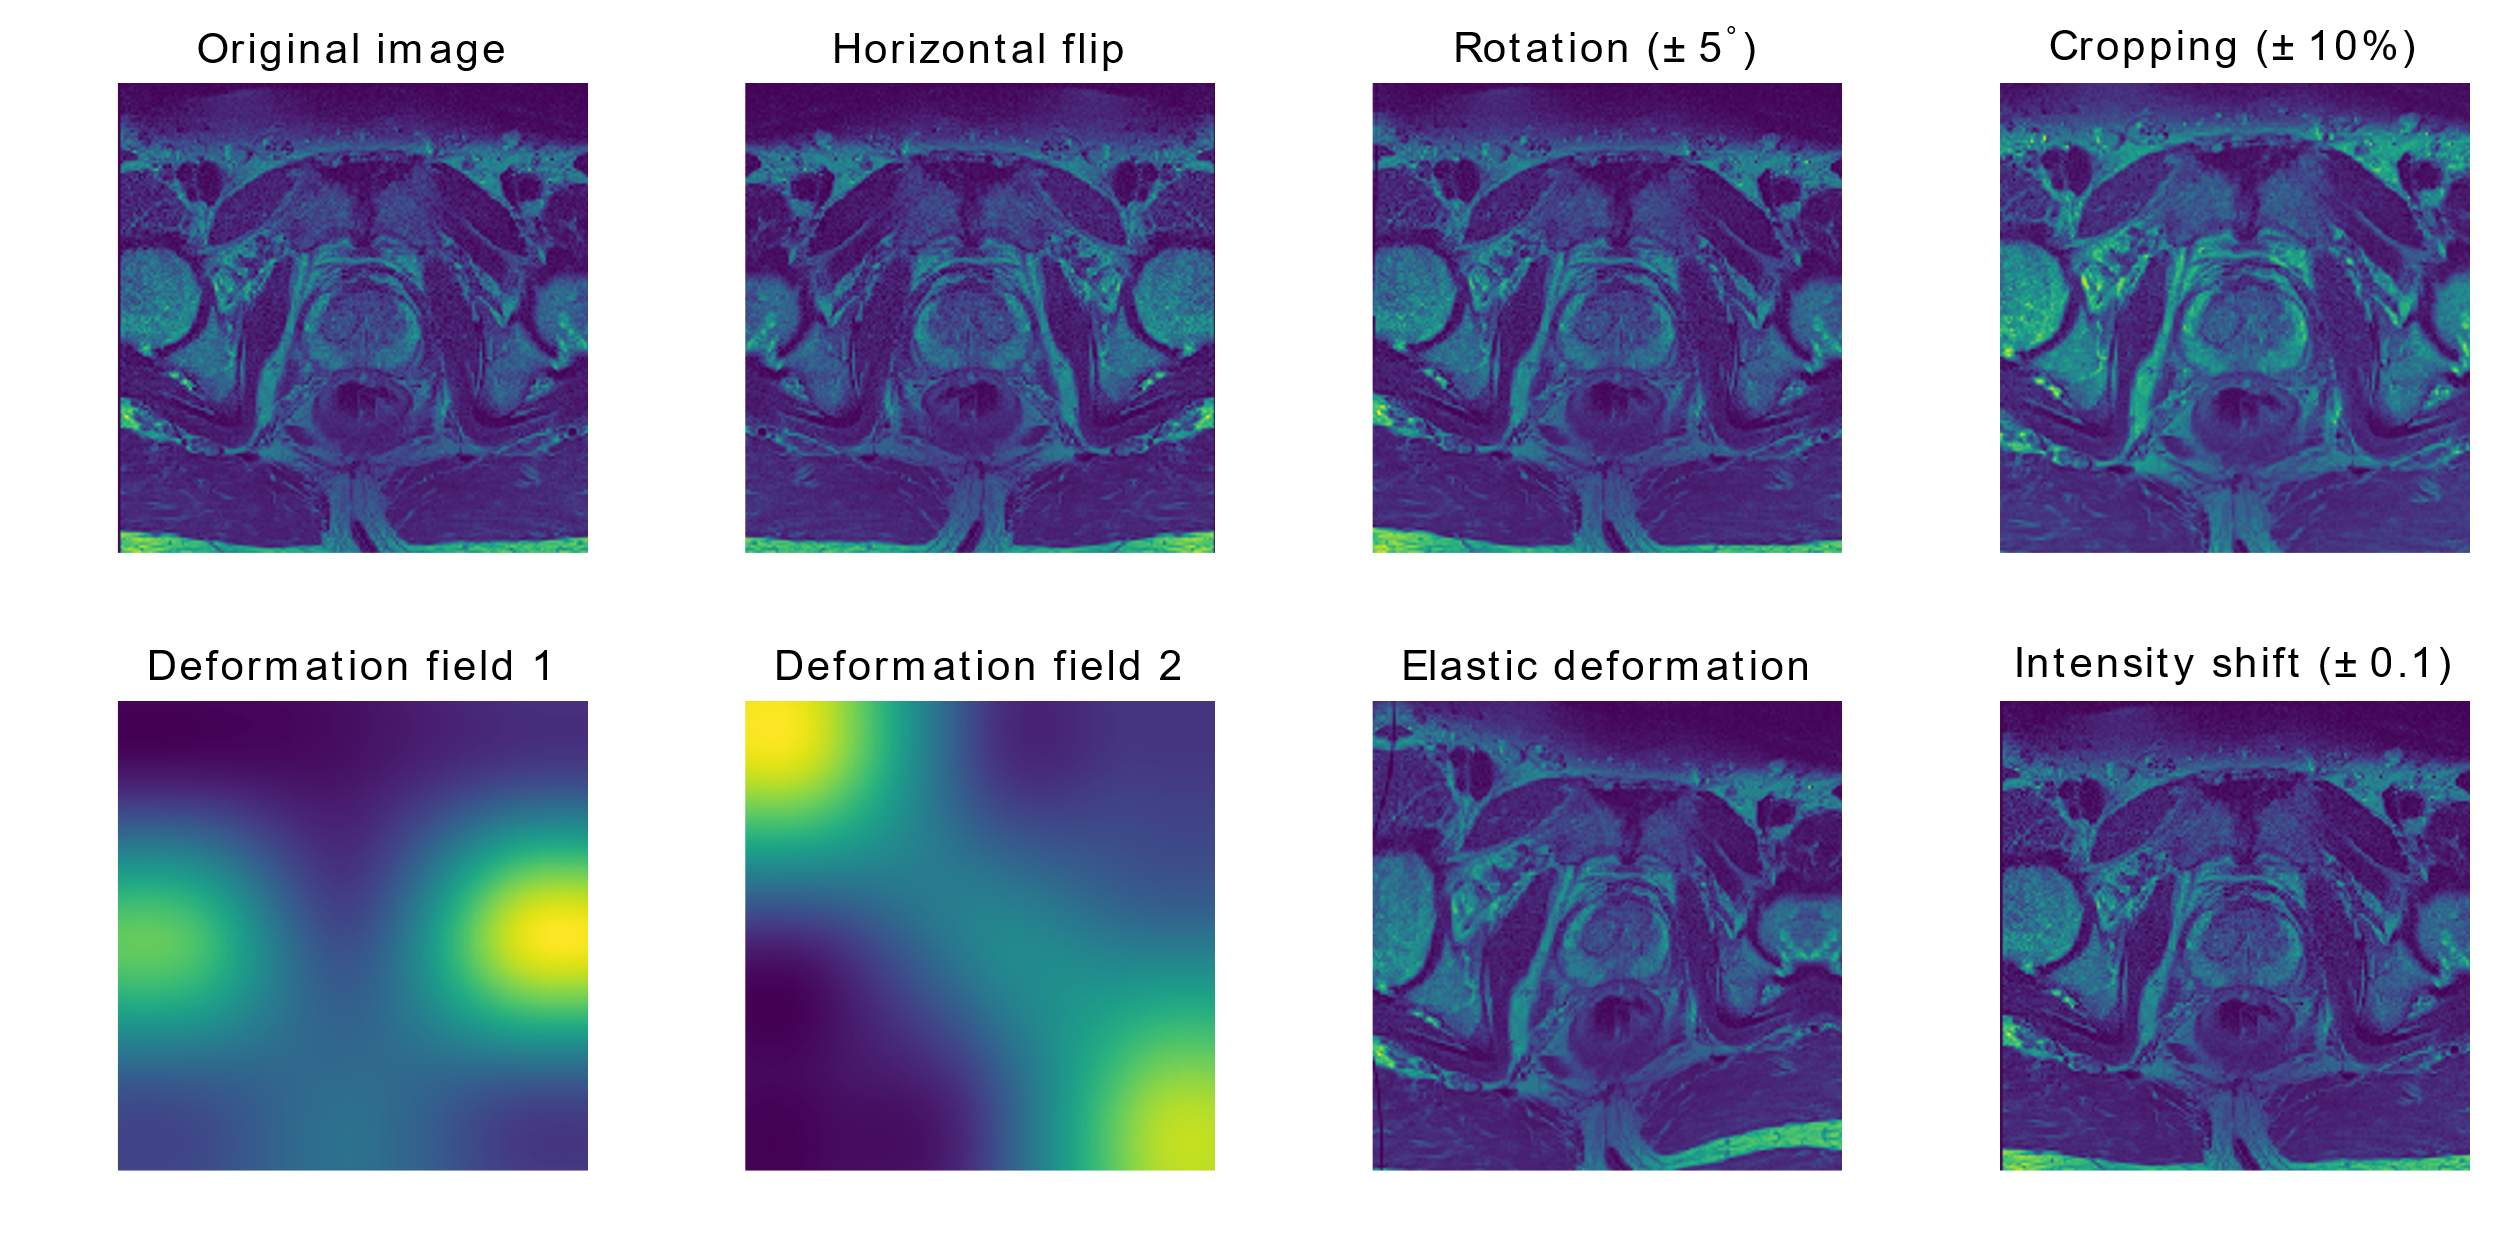 Original image
Horizontal flip
Rotation (± 5°)
Cropping (± 10%)
Deformation field 1
Deformation field 2
Elastic deformation
Intensity shift (± 0.1)